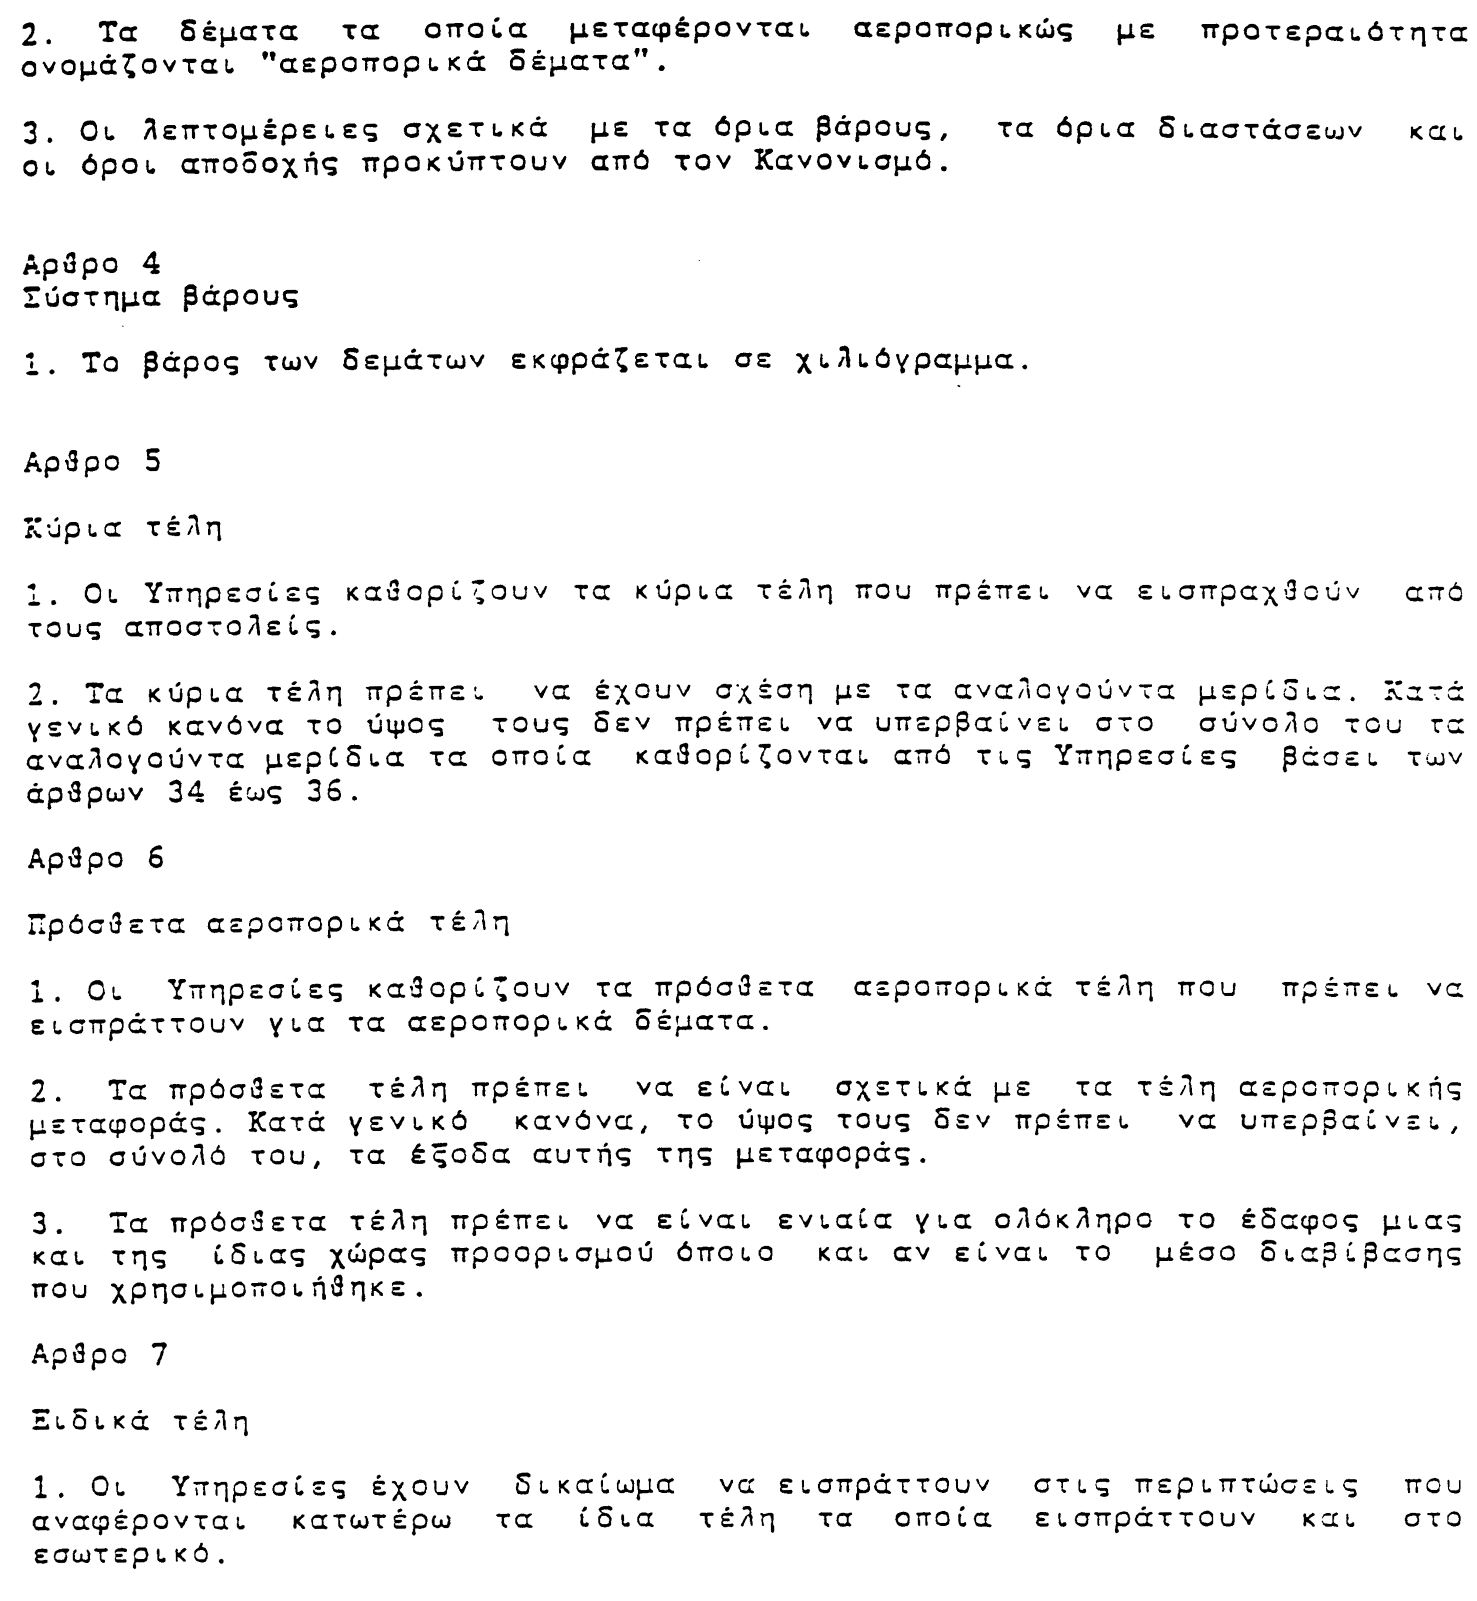 2. Τα δέματα τα οποία μεταφέρονται αεροπορικώς με προτεραιότητα
ονομάζονται "αεροπορικά δέματα".
3. Οι λεπτομέρειες σχετικά με τα όρια βάρους, τα όρια διαστάσεων και
οι όροι αποδοχής προκύπτουν από τον Κανονισμό.
Αρθρο 4
Σύστημα βάρους
1. Το βάρος των δεμάτων εκφράζεται σε χιλιόγραμμα.
Αρθρο 5
Κύρια τέλη
1. Οι Υπηρεσίες καθορίζουν τα κύρια τέλη που πρέπει να εισπραχθούν από
τους αποστολείς.
2. Τα κύρια τέλη πρέπει να έχουν σχέση με τα αναλογούντα μερίδια. Κατά
γενικό κανόνα το ύψος τους δεν πρέπει να υπερβαίνει στο σύνολο του τα
αναλογούντα μερίδια τα οποία καθορίζονται από τις Υπηρεσίες βάσει των
άρθρων 34 έως 36.
Αρθρο 6
Πρόσθετα αεροπορικά τέλη
1. Οι Υπηρεσίες καθορίζουν τα πρόσθετα αεροπορικά τέλη που πρέπει να
εισπράττουν για τα αεροπορικά δέματα.
2. Τα πρόσθετα τέλη πρέπει να είναι σχετικά με τα τέλη αεροπορικής
μεταφοράς. Κατά γενικό κανόνα, το ύψος τους δεν πρέπει να υπερβαίνει,
στο σύνολό του, τα έξοδα αυτής της μεταφοράς.
3. Τα πρόσθετα τέλη πρέπει να είναι ενιαία για ολόκληρο το έδαφος μιας
και της ίδιας χώρας προορισμού όποιο και αν είναι το μέσο διαβίβασης
που χρησιμοποιήθηκε.
Αρθρο 7
Ειδικά τέλη
1. Οι Υπηρεσίες έχουν δικαίωμα να εισπράττουν στις περιπτώσεις που
αναφέρονται κατωτέρω τα ίδια τέλη τα οποία εισπράττουν και στο
εσωτερικό.